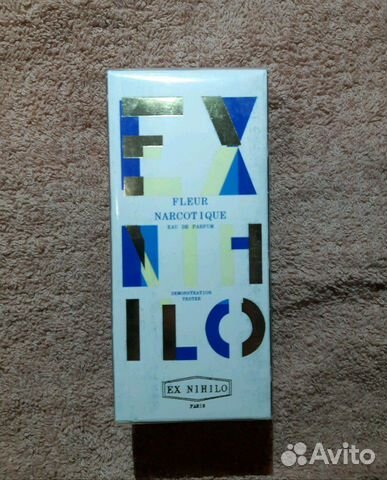 EX
FLEUR
NARCOTIQUE
EAU DE PARFUM
NIH
DEMONSTRATION
TESTER
ILO
EX NIHILO
PARIS
Avito